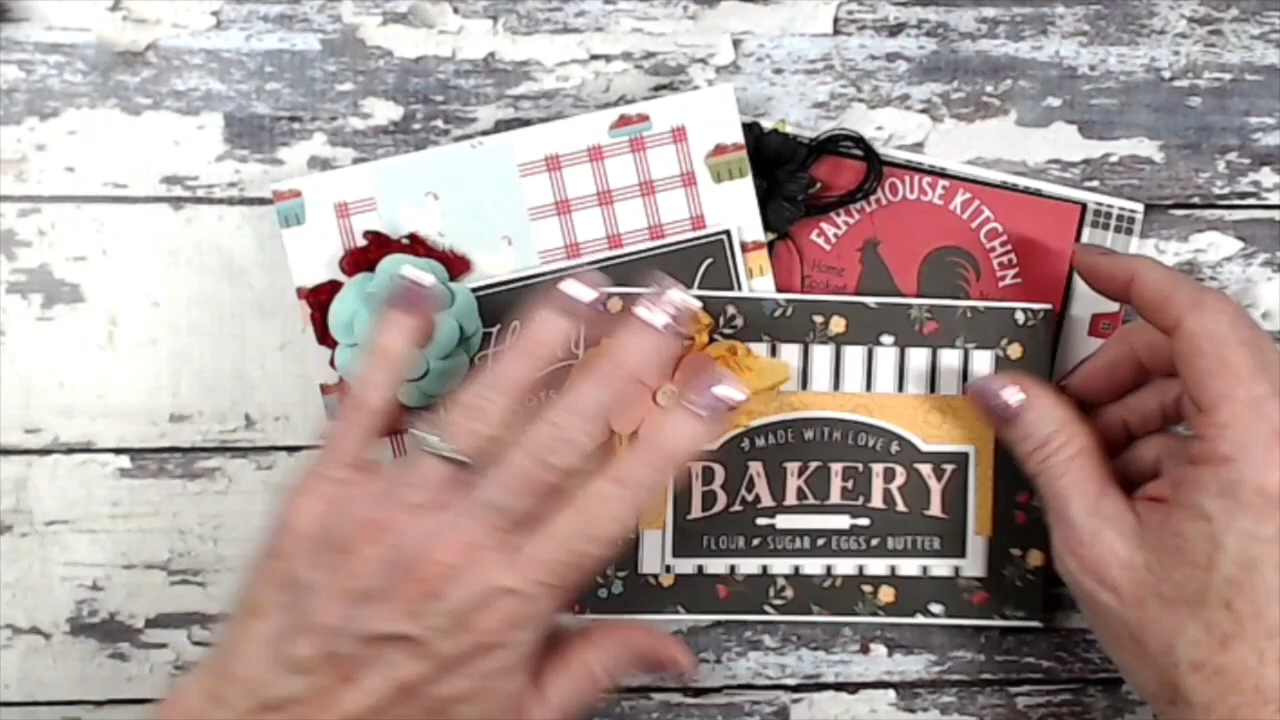 FARMHOUSE KITCHEN
Home
Cooked
MADE WITH LOVE
BAKERY
FLOUR SUGAR EGGS BUTTER